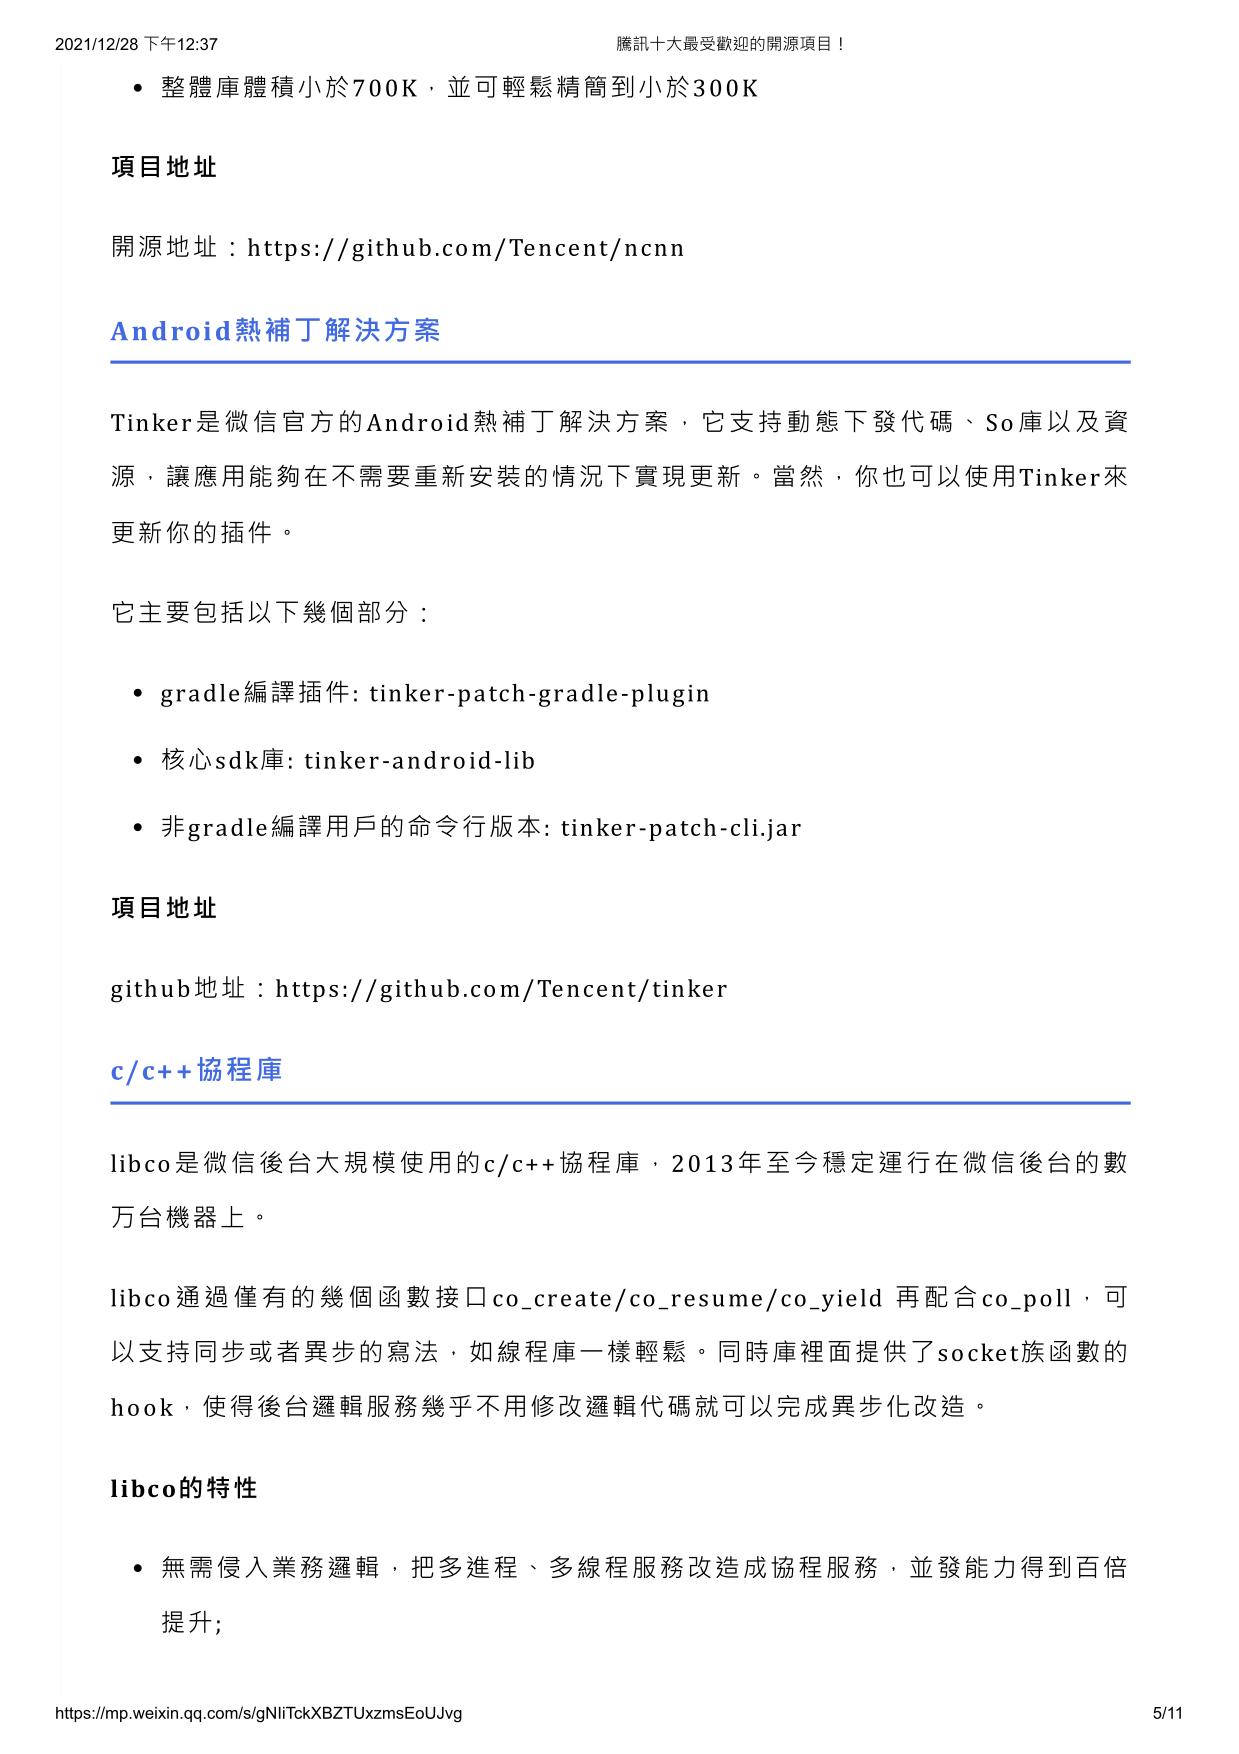 2021/12/28 下午12:37 騰訊十大最受歡迎的開源項目！
• 整體庫體積小於700K，並可輕鬆精簡到小於300K
項目地址
開源地址：https://github.com/Tencent/ncnn
Android熱補丁解決方案
Tinker是微信官方的Android熱補丁解決方案，它支持動態下發代碼、So庫以及資
源，讓應用能夠在不需要重新安裝的情況下實現更新。當然，你也可以使用Tinker來
更新你的插件。
它主要包括以下幾個部分：
• gradle編譯插件: tinker-patch-gradle-plugin
• 核心sdk庫: tinker-android-lib
• 非gradle編譯用戶的命令行版本: tinker-patch-cli.jar
項目地址
github地址：https://github.com/Tencent/tinker
c/c++協程庫
libco是微信後台大規模使用的c/c++協程庫，2013年至今穩定運行在微信後台的數
万台機器上。
libco通過僅有的幾個函數接口co_create/co_resume/co_yield 再配合co_poll，可
以支持同步或者異步的寫法，如線程庫一樣輕鬆。同時庫裡面提供了socket族函數的
hook，使得後台邏輯服務幾乎不用修改邏輯代碼就可以完成異步化改造。
libco的特性
• 無需侵入業務邏輯，把多進程、多線程服務改造成協程服務，並發能力得到百倍
提升;
https://mp.weixin.qq.com/s/gNIiTckXBZTUxzmsEoUJvg 5/11